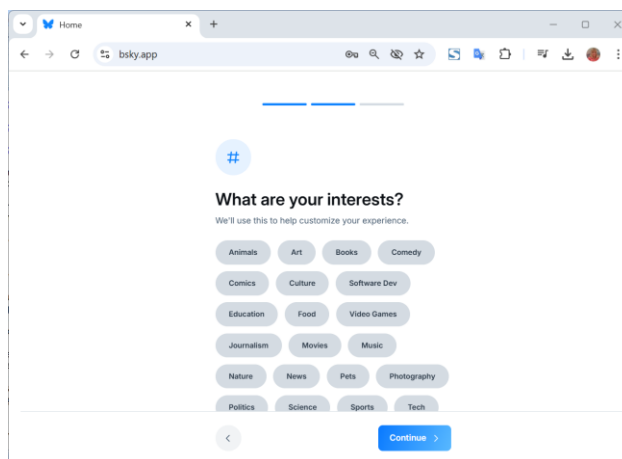 Home
bsky.app
#
What are your interests?
We'll use this to help customize your experience.
Animals Art Books Comedy
Comics Culture Software Dev
Education Food Video Games
Journalism Movies Music
Nature News Pets Photography
Politics Science Sports Tech
Continue